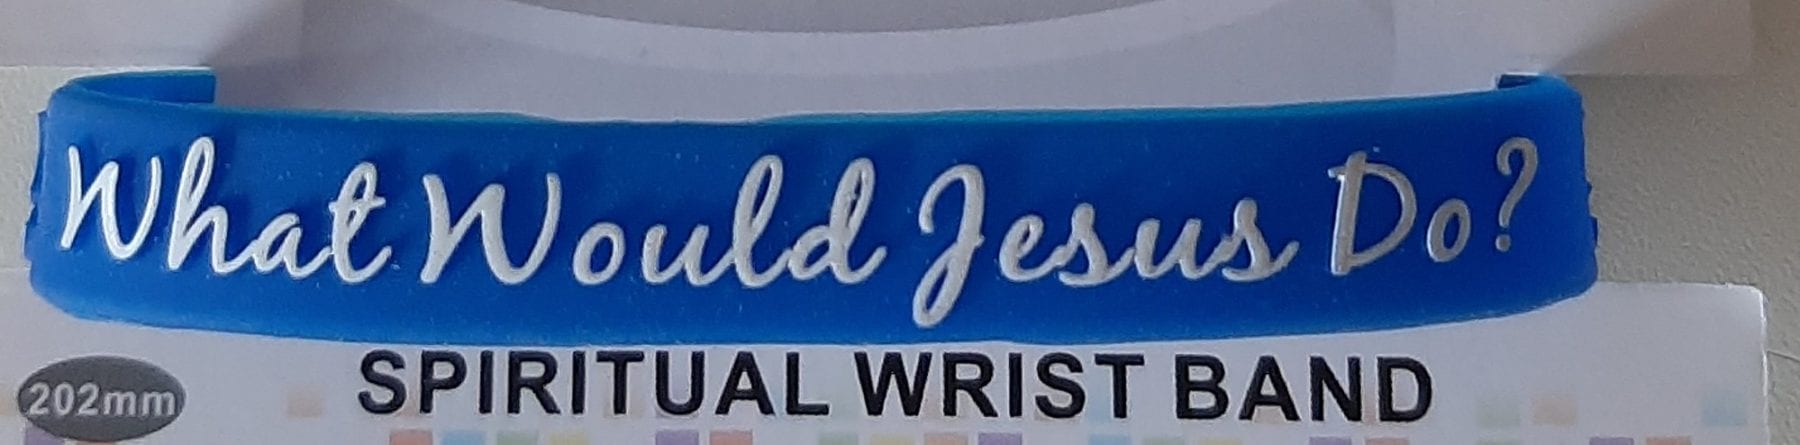 What Would Jesus Do?
202mm
SPIRITUAL WRIST BAND